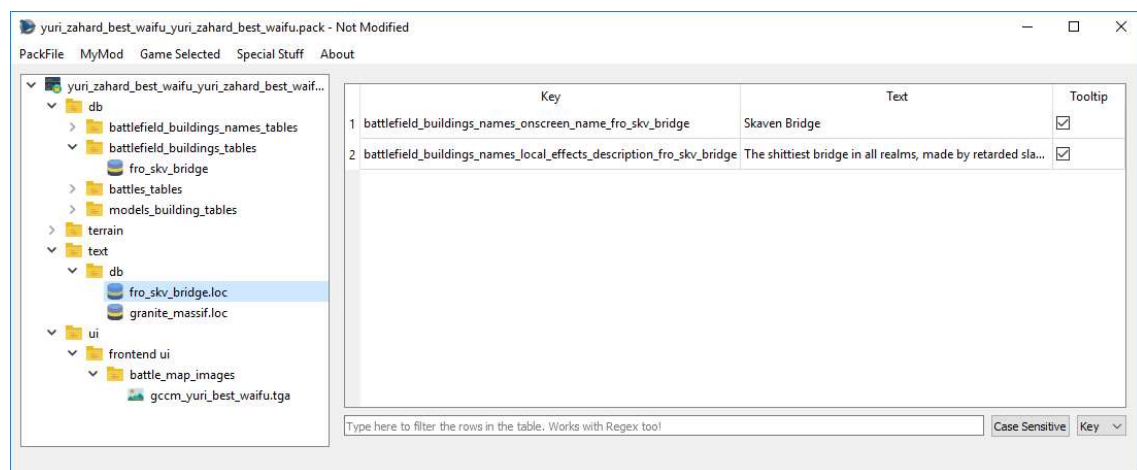 yuri_zahard_best_waifu_yuri_zahard_best_waifu.pack - Not Modified
PackFile MyMod Game Selected Special Stuff About
yuri_zahard_best_waifu_yuri_zahard_best_waif...
db
battlefield_buildings_names_tables
battlefield_buildings_tables
fro_skv_bridge
battles_tables
models_building_tables
terrain
text
db
fro_skv_bridge.loc
granite_massif.loc
ui
frontend ui
battle_map_images
gccm_yuri_best_waifu.tga
Key Text Tooltip
1 battlefield_buildings_names_onscreen_name_fro_skv_bridge Skaven Bridge
2 battlefield_buildings_names_local_effects_description_fro_skv_bridge The shittiest bridge in all realms, made by retarded sla...
Type here to filter the rows in the table. Works with Regex too! Case Sensitive Key